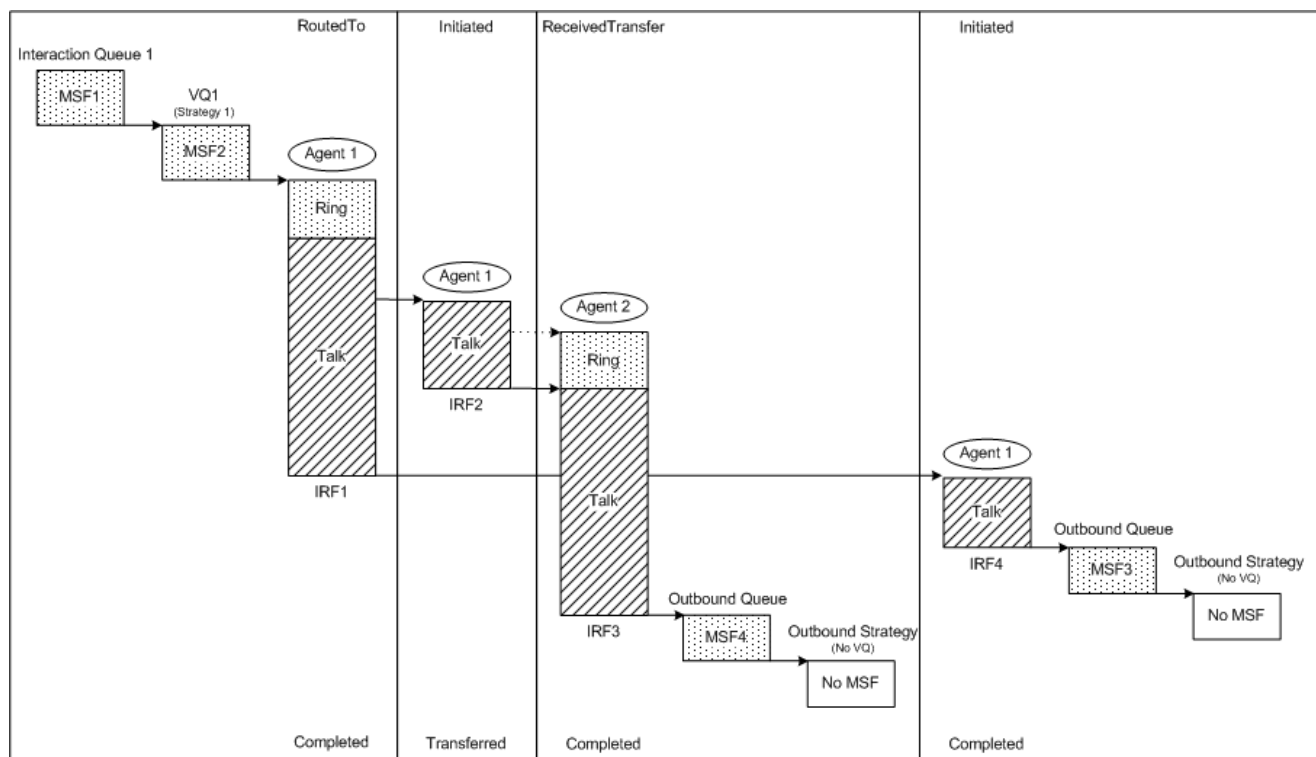 RoutedTo
Initiated
ReceivedTransfer
Initiated
Interaction Queue 1
MSF1
VQ1
(Strategy 1)
MSF2
Agent 1
Ring
Talk
IRF1
Agent 1
Talk
IRF2
Agent 2
Ring
Talk
IRF3
Outbound Queue
MSF4
Outbound Strategy
(No VQ)
No MSF
Agent 1
Talk
IRF4
Outbound Queue
MSF3
Outbound Strategy
(No VQ)
No MSF
Completed
Transferred
Completed
Completed